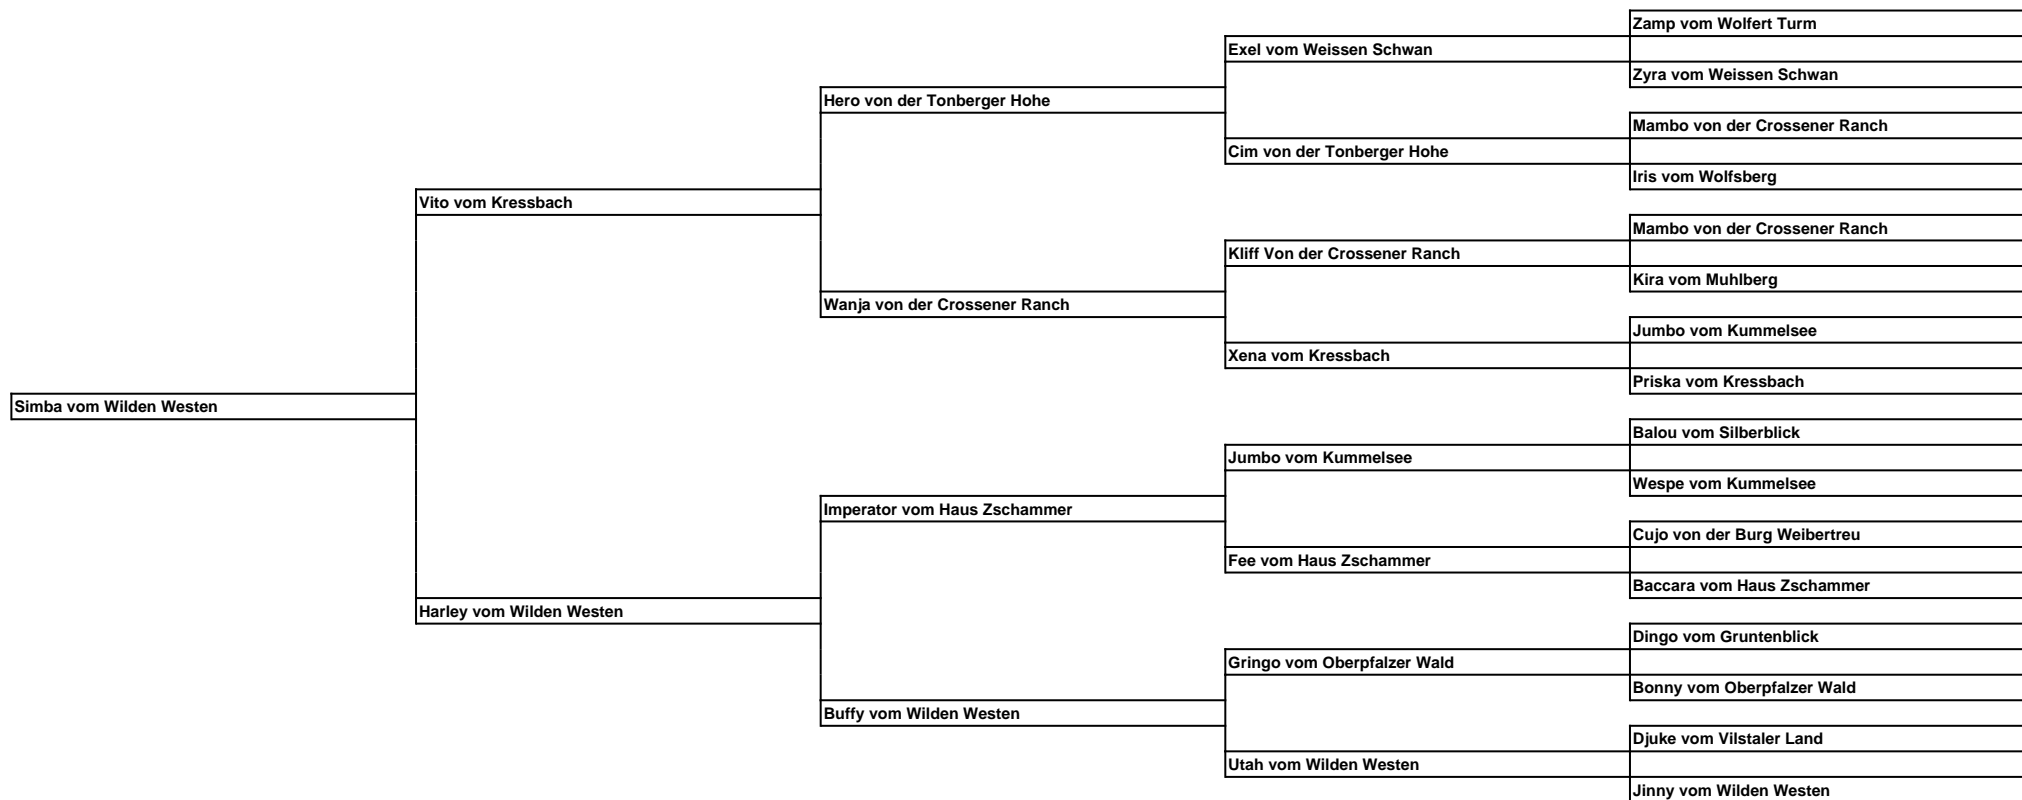 Zamp vom Wolfert Turm
Exel vom Weissen Schwan
Zyra vom Weissen Schwan
Hero von der Tonberger Hohe
Mambo von der Crossener Ranch
Cim von der Tonberger Hohe
Iris vom Wolfsberg
Vito vom Kressbach
Mambo von der Crossener Ranch
Kliff Von der Crossener Ranch
Kira vom Muhlberg
Wanja von der Crossener Ranch
Jumbo vom Kummelsee
Xena vom Kressbach
Priska vom Kressbach
Simba vom Wilden Westen
Balou vom Silberblick
Jumbo vom Kummelsee
Wespe vom Kummelsee
Imperator vom Haus Zschammer
Cujo von der Burg Weibertreu
Fee vom Haus Zschammer
Baccara vom Haus Zschammer
Harley vom Wilden Westen
Dingo vom Gruntenblick
Gringo vom Oberpfalzer Wald
Bonny vom Oberpfalzer Wald
Buffy vom Wilden Westen
Djuke vom Vilstaler Land
Utah vom Wilden Westen
Jinny vom Wilden Westen